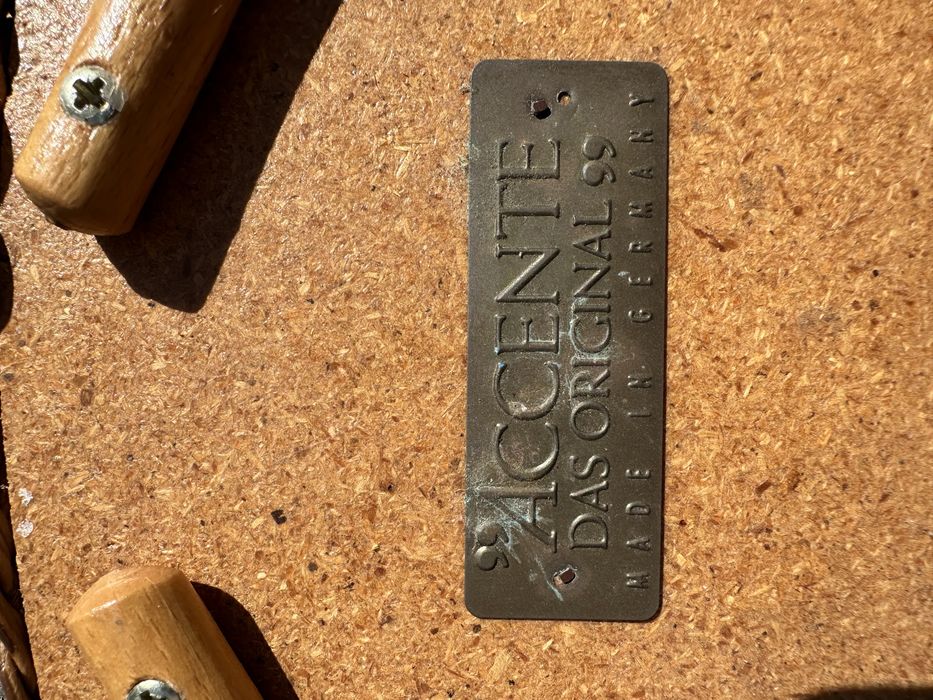 “ACCENTE
DAS ORIGINAL”
MADE IN GERMANY